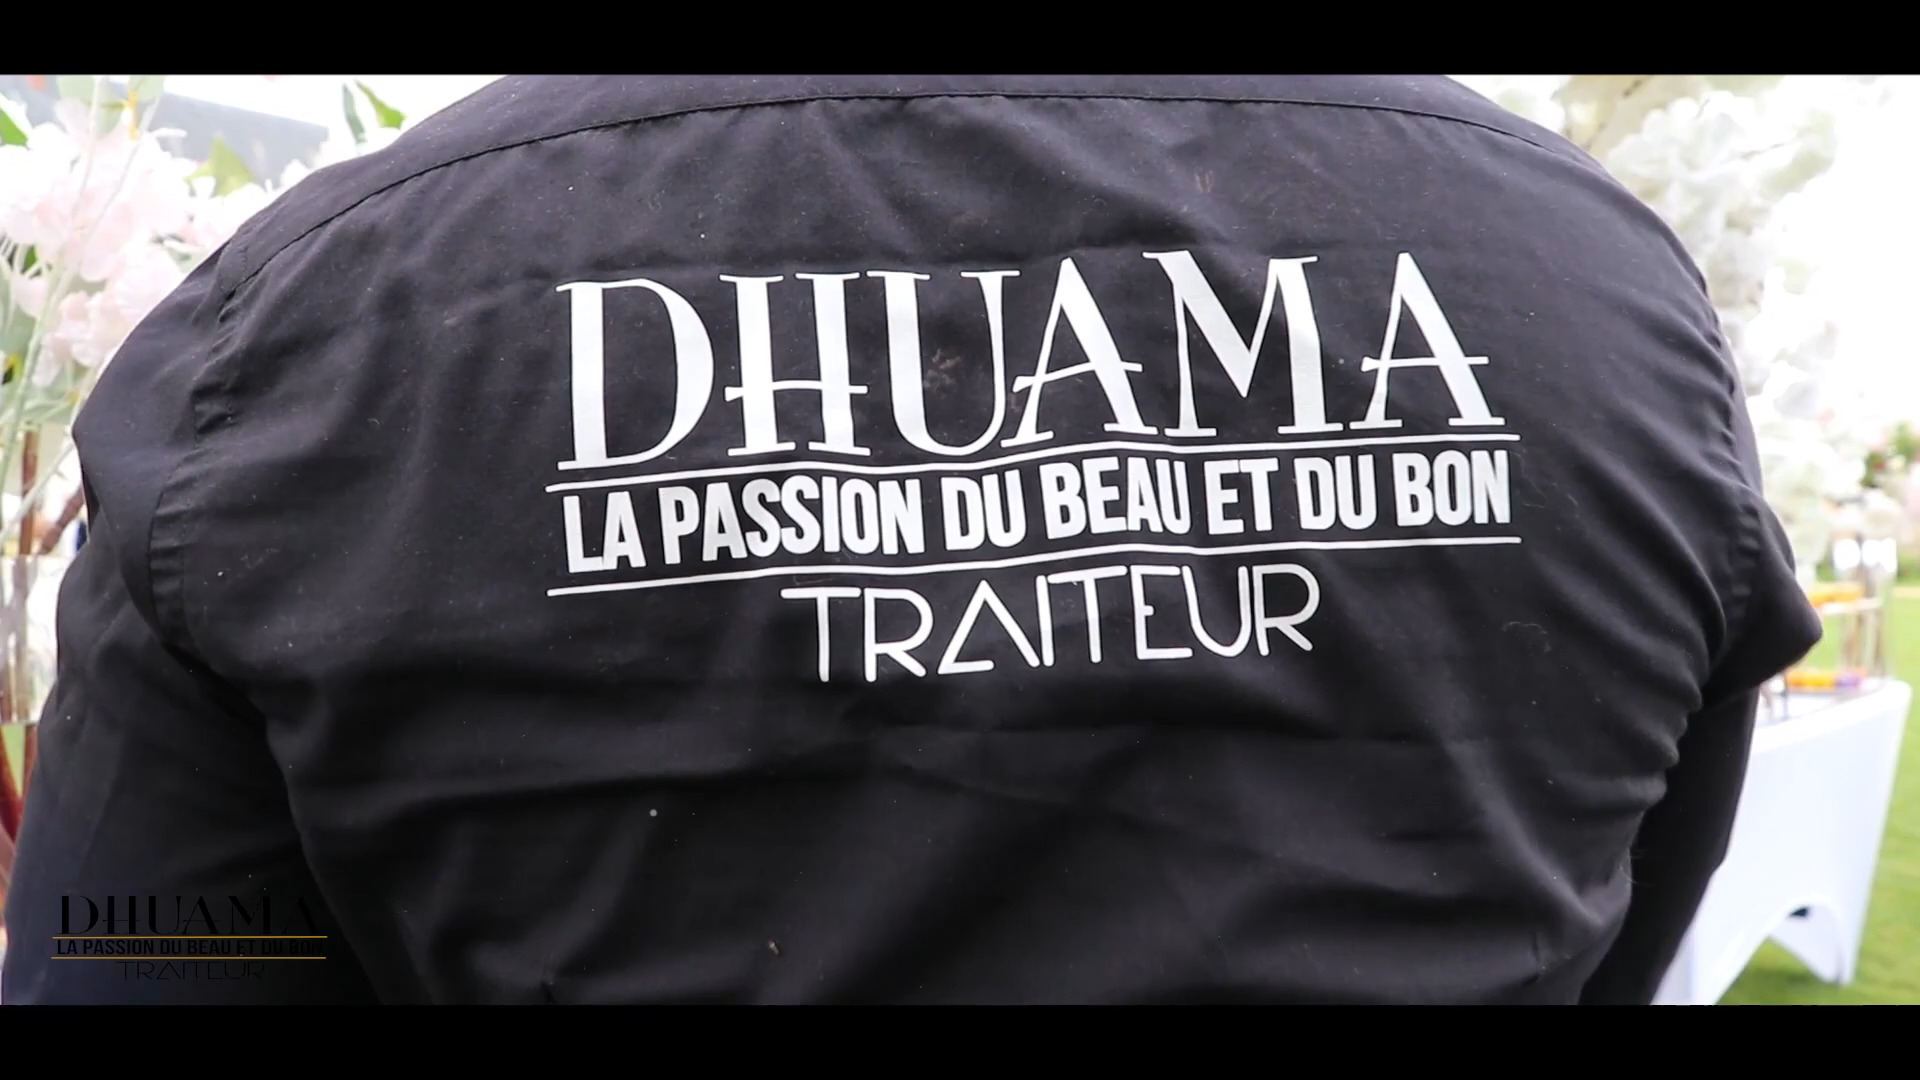 DHUAMA
LA PASSION DU BEAU ET DU BON
TRAITEUR
DHUAMA
LA PASSION DU BEAU ET DU BON
TRAITEUR